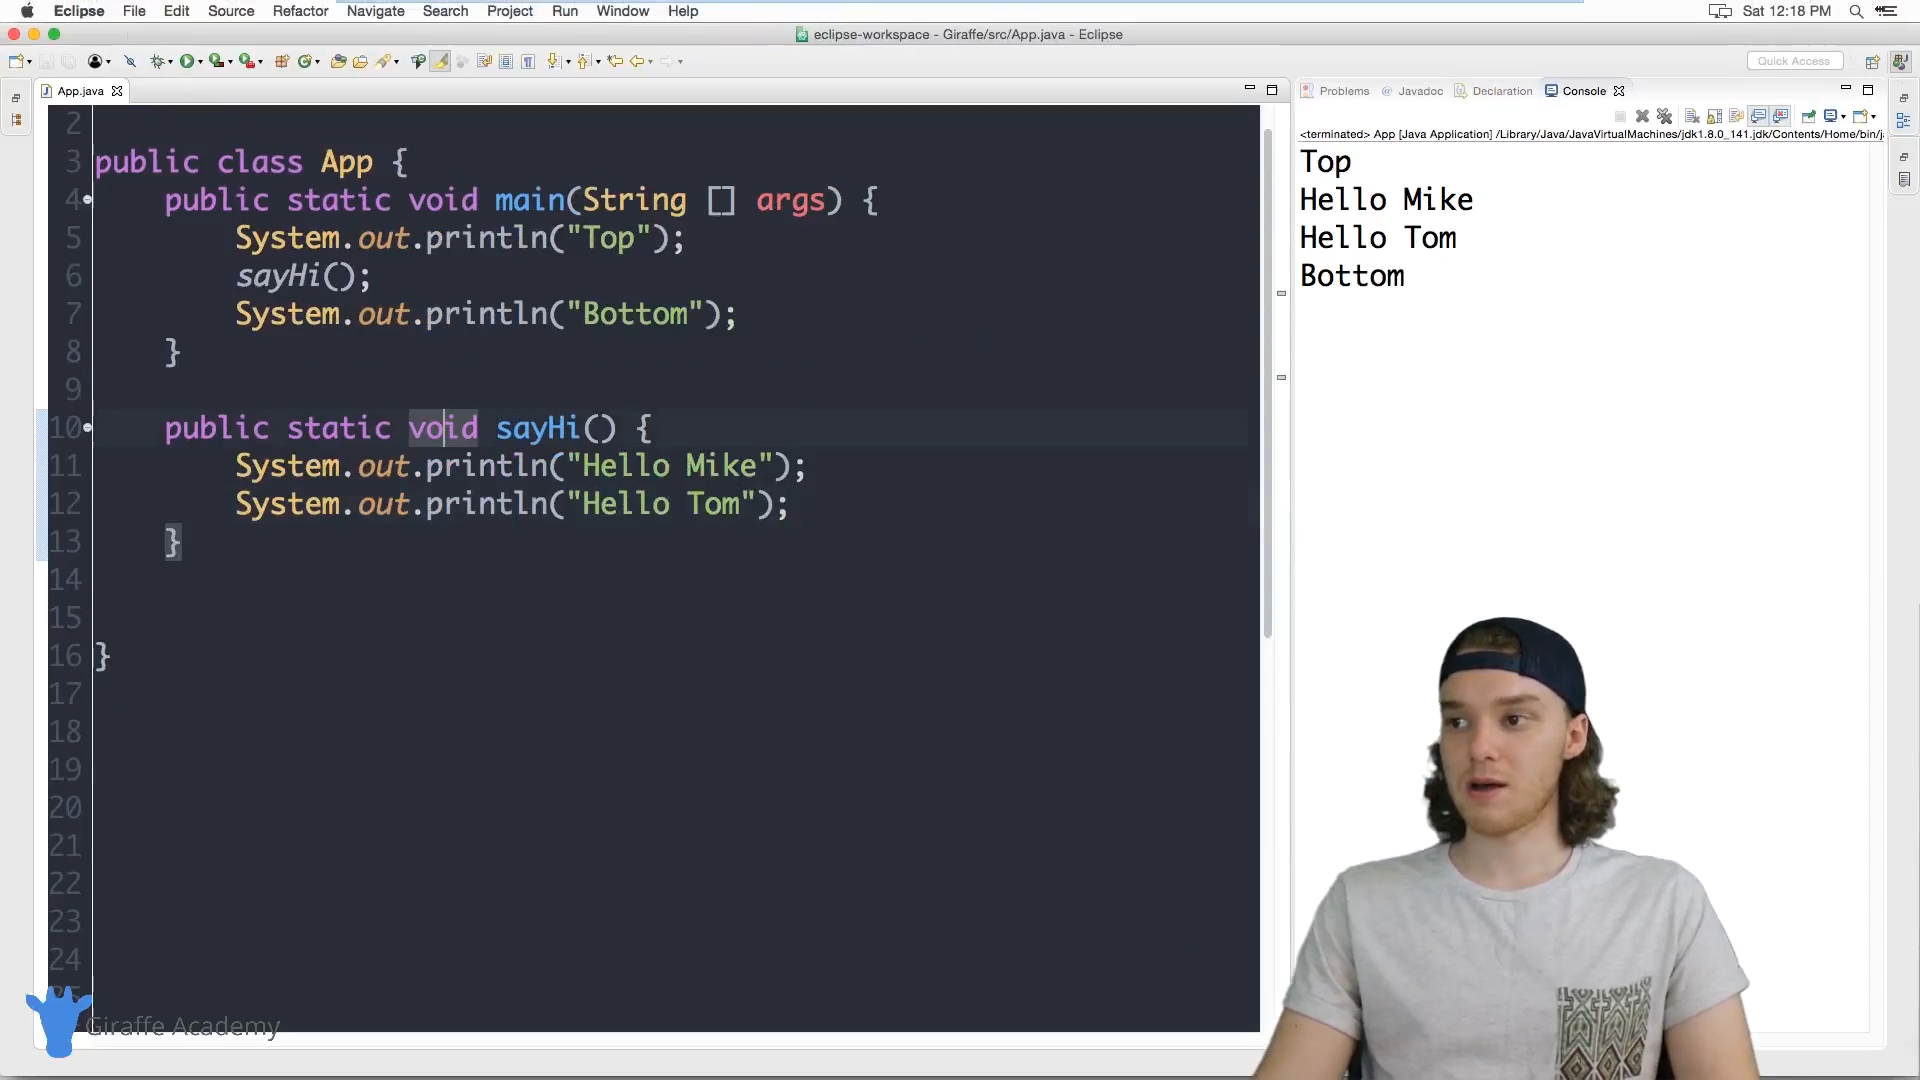 Eclipse File Edit Source Refactor Navigate Search Project Run Window Help Sat 12:18 PM
eclipse-workspace - Giraffe/src/App.java - Eclipse
Quick Access
App.java
Problems @ Javadoc Declaration Console
<terminated> App [Java Application] /Library/Java/JavaVirtualMachines/jdk1.8.0_141.jdk/Contents/Home/bin/j
2
3 public class App {
4 public static void main(String [] args) {
5 System.out.println("Top");
6 sayHi();
7 System.out.println("Bottom");
8 }
9
10 public static void sayHi() {
11 System.out.println("Hello Mike");
12 System.out.println("Hello Tom");
13 }
14
15
16 }
17
18
19
20
21
22
23
24
Top
Hello Mike
Hello Tom
Bottom
Giraffe Academy